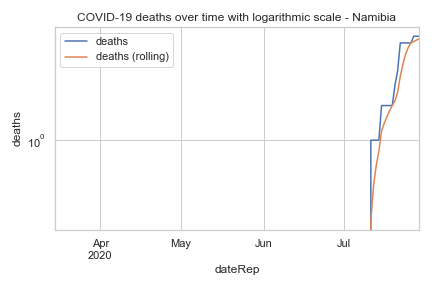 COVID-19 deaths over time with logarithmic scale - Namibia
deaths
deaths (rolling)
deaths
10⁰
Apr
2020
May
Jun
Jul
dateRep